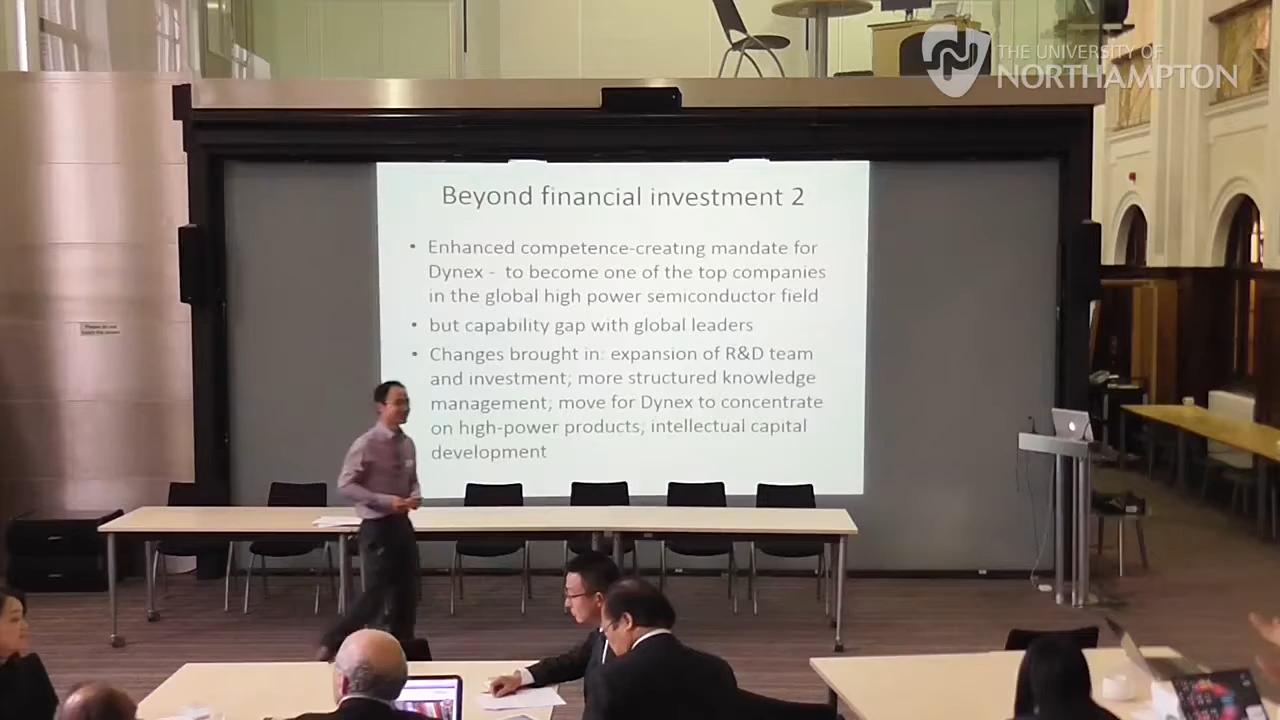 THE UNIVERSITY OF
NORTHAMPTON
Beyond financial investment 2
• Enhanced competence-creating mandate for
Dynex - to become one of the top companies
in the global high power semiconductor field
• but capability gap with global leaders
• Changes brought in: expansion of R&D team
and investment; more structured knowledge
management; move for Dynex to concentrate
on high-power products, intellectual capital
development
Please do not